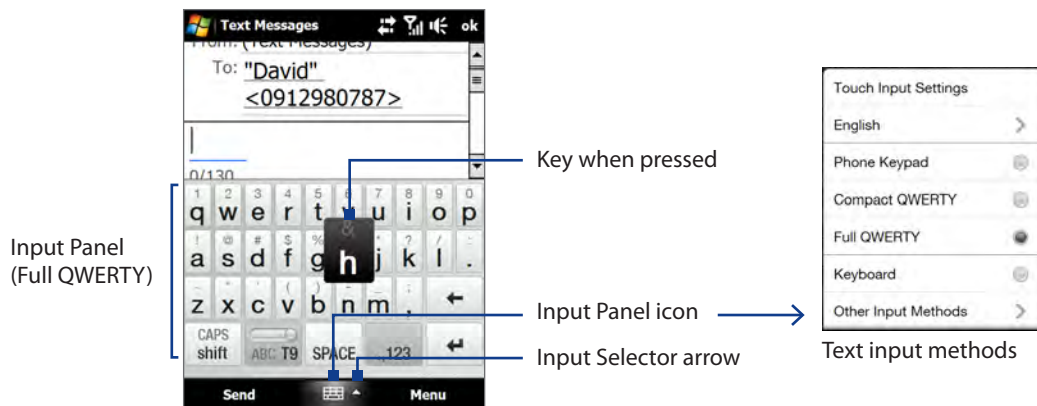 Text Messages ok
From: (Text Messages)
To: "David"
<0912980787>
0/130
1 2 3 4 5 6 7 8 9 0
q w e r t y u i o p
! @ # $ % & * ? / :
a s d f g h j k l .
z x c v b n m ,
CAPS
shift ABC T9 SPACE .,123
Send Menu
Input Panel
(Full QWERTY)
Key when pressed
Input Panel icon
Input Selector arrow
Touch Input Settings
English
Phone Keypad
Compact QWERTY
Full QWERTY
Keyboard
Other Input Methods
Text input methods